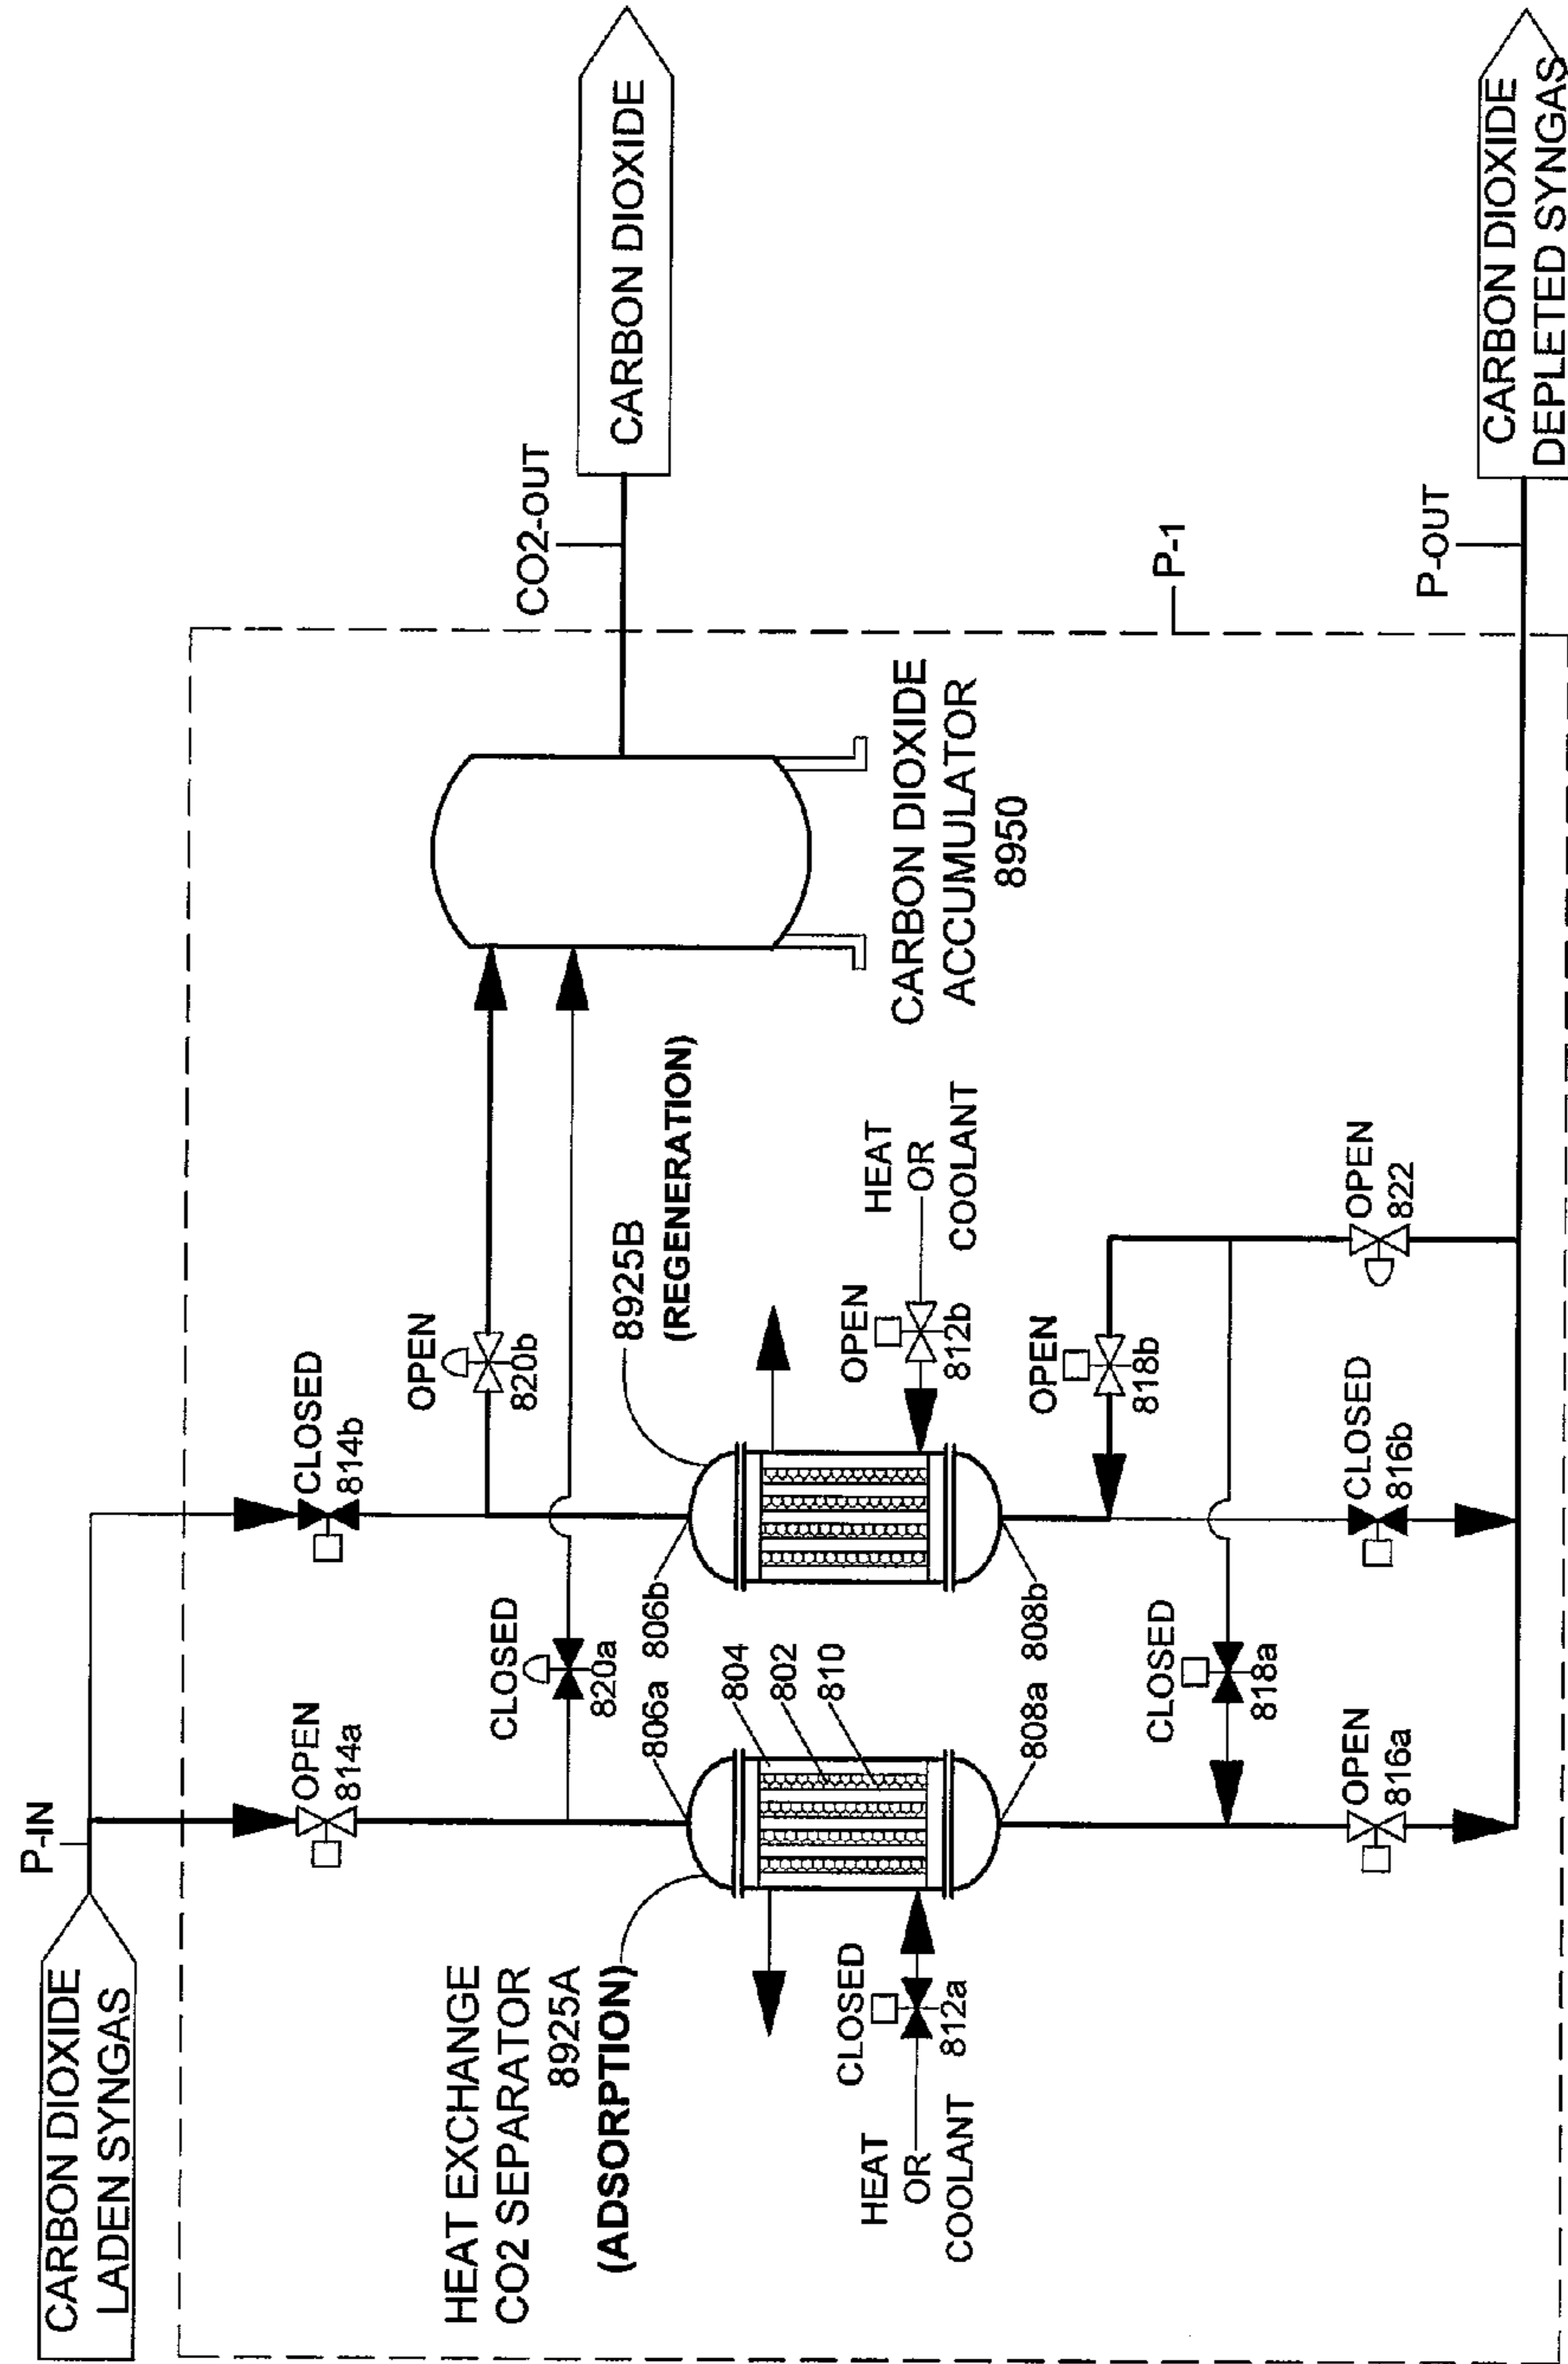 CARBON DIOXIDE
LADEN SYNGAS
P-IN
OPEN
814a
CLOSED
814b
CLOSED
820a
OPEN
820b
CO2-OUT
CARBON DIOXIDE
HEAT EXCHANGE
CO2 SEPARATOR
8925A
(ADSORPTION)
806a
806b
8925B
(REGENERATION)
804
802
810
CLOSED
812a
HEAT
OR
COOLANT
OPEN
812b
HEAT
OR
COOLANT
CARBON DIOXIDE
ACCUMULATOR
8950
808a
808b
CLOSED
818a
OPEN
818b
OPEN
816a
CLOSED
816b
OPEN
822
P-1
P-OUT
CARBON DIOXIDE
DEPLETED SYNGAS